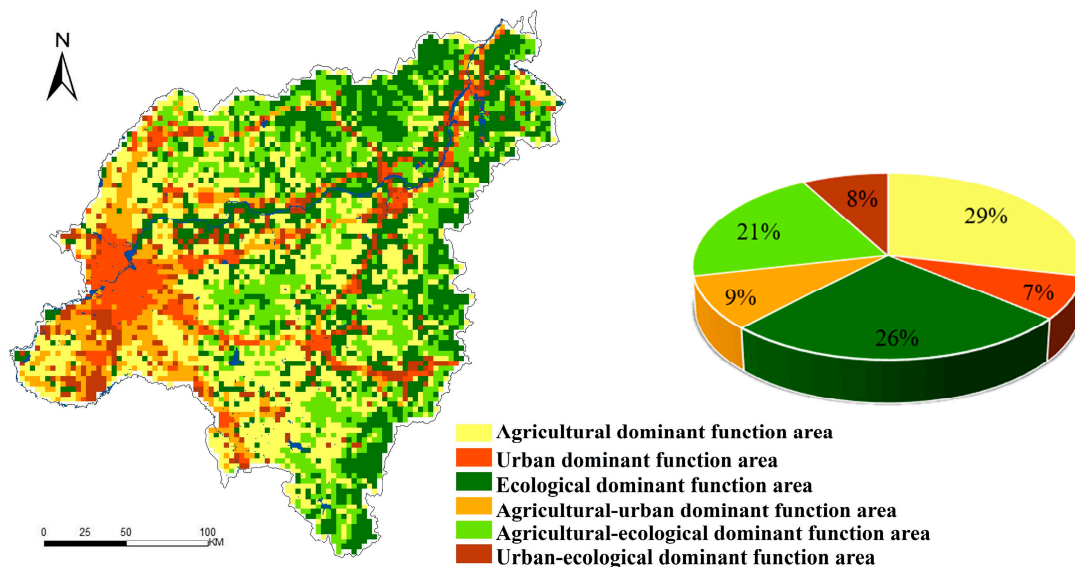 N
8%
29%
21%
7%
9%
26%
Agricultural dominant function area
Urban dominant function area
Ecological dominant function area
Agricultural-urban dominant function area
Agricultural-ecological dominant function area
Urban-ecological dominant function area
0 25 50 100
KM